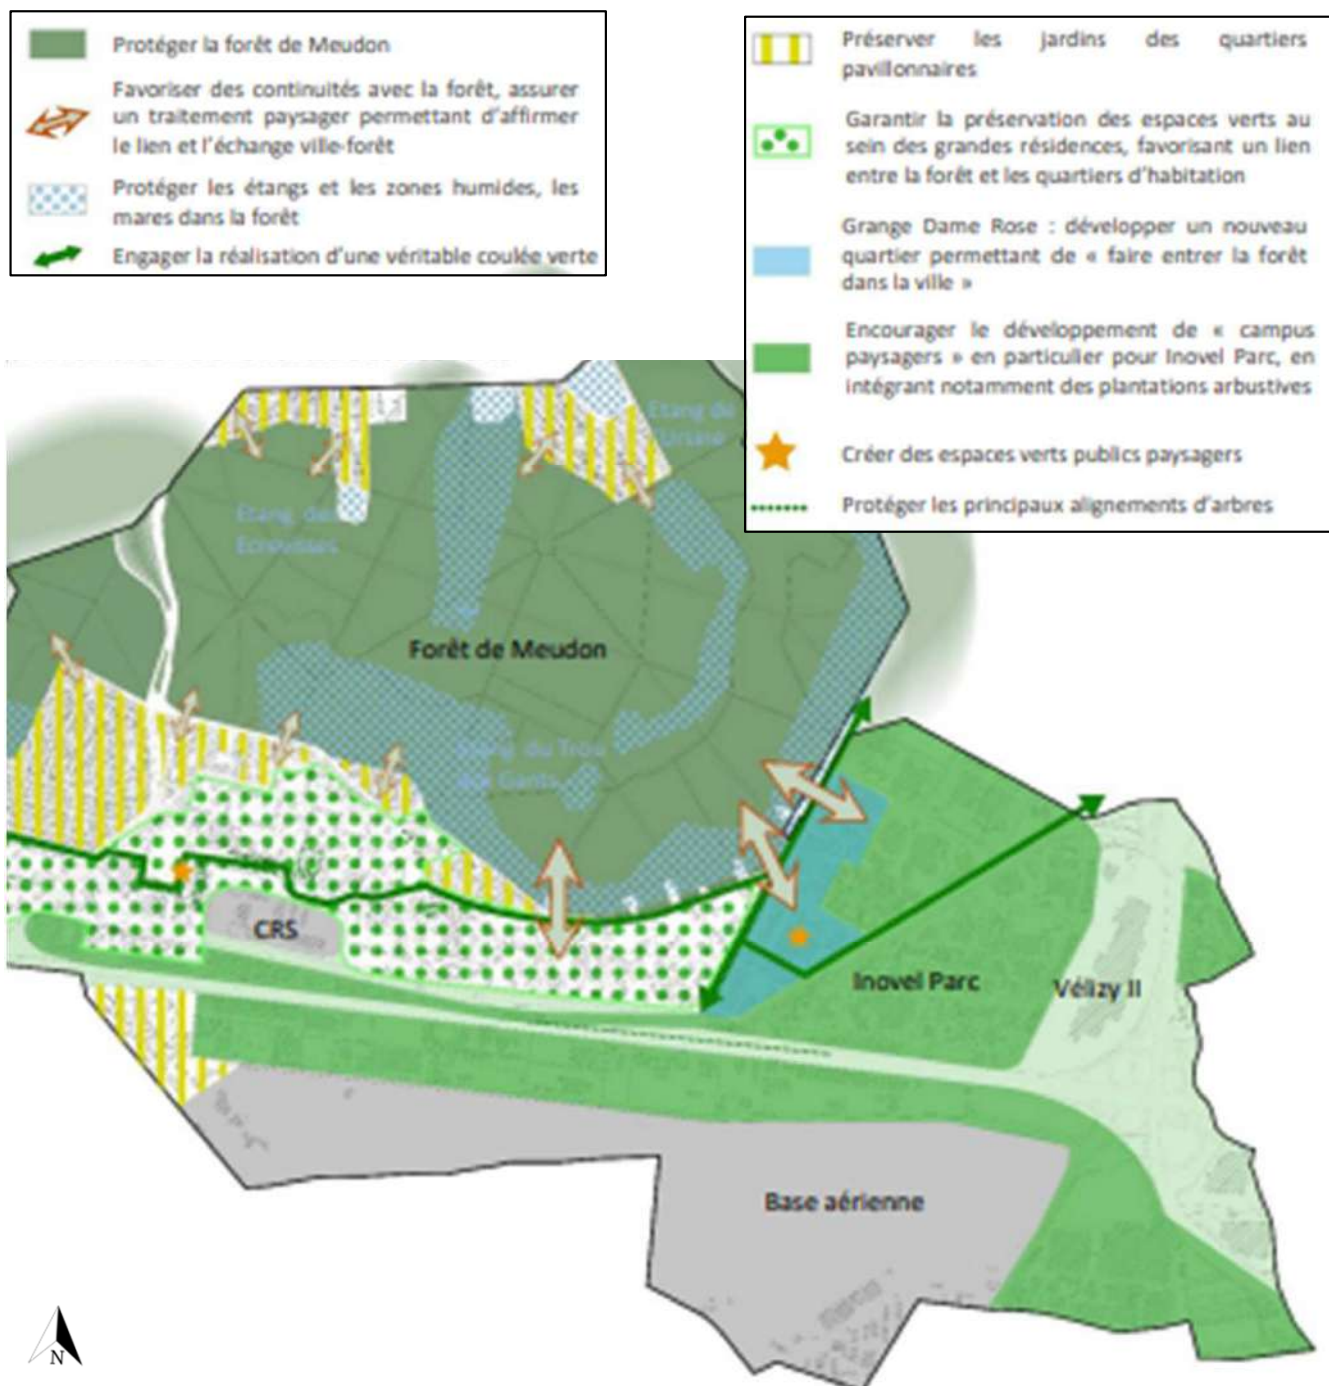 Protéger la forêt de Meudon
Favoriser des continuités avec la forêt, assurer
un traitement paysager permettant d'affirmer
le lien et l'échange ville-forêt
Protéger les étangs et les zones humides, les
mares dans la forêt
Engager la réalisation d'une véritable coulée verte
Préserver les jardins des quartiers
pavillonnaires
Garantir la préservation des espaces verts au
sein des grandes résidences, favorisant un lien
entre la forêt et les quartiers d'habitation
Grange Dame Rose : développer un nouveau
quartier permettant de « faire entrer la forêt
dans la ville »
Encourager le développement de « campus
paysagers » en particulier pour Inovel Parc, en
intégrant notamment des plantations arbustives
Créer des espaces verts publics paysagers
Protéger les principaux alignements d'arbres
Etang de
Etang des
Ecrevisses
Forêt de Meudon
Etang du Trou
aux Gants
CRS
Inovel Parc
Vélizy II
Base aérienne
N